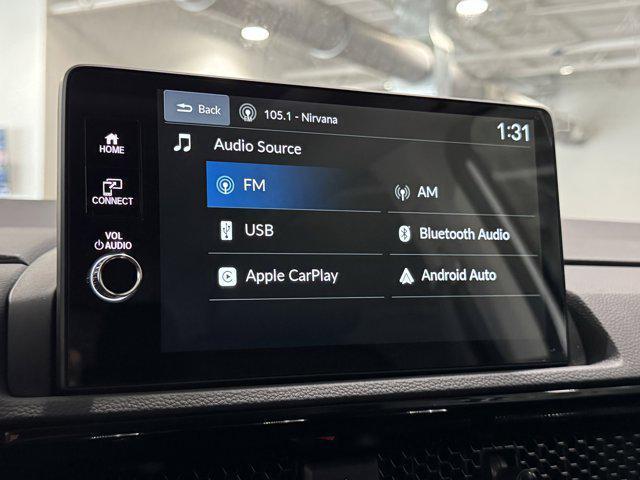 Back
105.1 - Nirvana
1:31
HOME
Audio Source
FM
AM
CONNECT
USB
Bluetooth Audio
VOL
AUDIO
Apple CarPlay
Android Auto